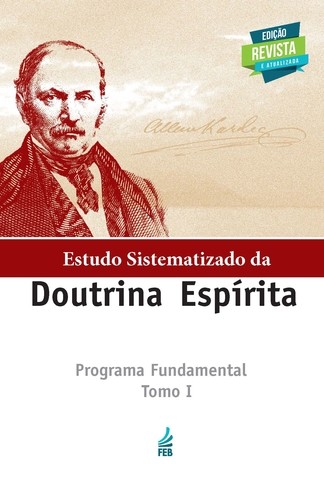 EDIÇÃO
REVISTA
E ATUALIZADA
Allan Kardec
Estudo Sistematizado da
Doutrina Espírita
Programa Fundamental
Tomo I
FEB